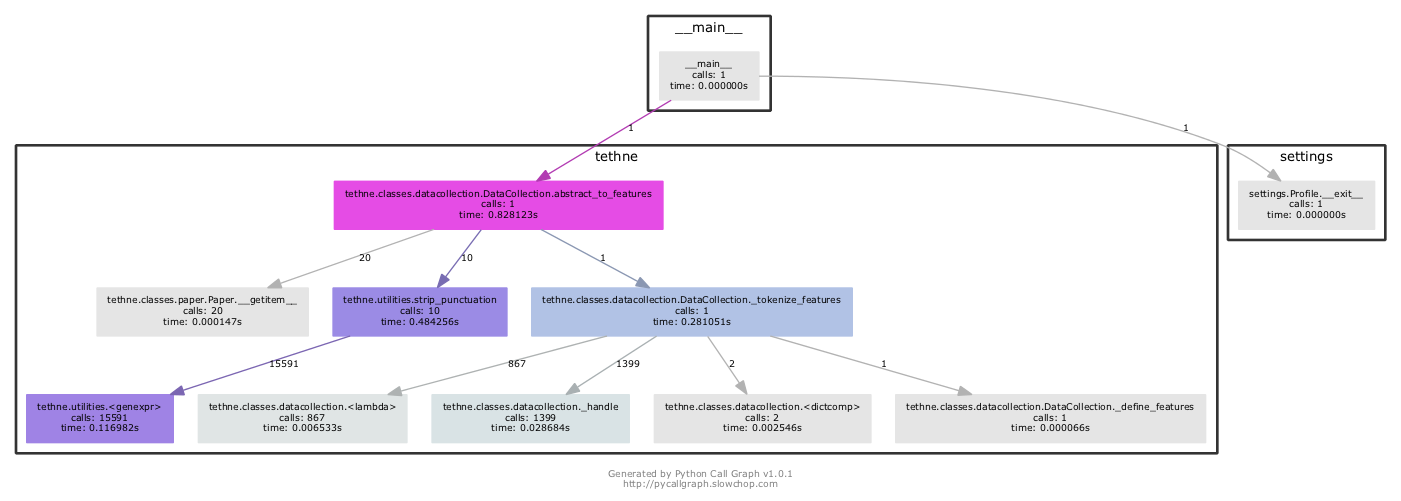 __main__
__main__
calls: 1
time: 0.000000s
1
1
tethne
settings
tethne.classes.datacollection.DataCollection.abstract_to_features
calls: 1
time: 0.828123s
settings.Profile.__exit__
calls: 1
time: 0.000000s
20
10
1
tethne.classes.paper.Paper.__getitem__
calls: 20
time: 0.000147s
tethne.utilities.strip_punctuation
calls: 10
time: 0.484256s
tethne.classes.datacollection.DataCollection._tokenize_features
calls: 1
time: 0.281051s
15591
867
1399
2
1
tethne.utilities.<genexpr>
calls: 15591
time: 0.116982s
tethne.classes.datacollection.<lambda>
calls: 867
time: 0.006533s
tethne.classes.datacollection._handle
calls: 1399
time: 0.028684s
tethne.classes.datacollection.<dictcomp>
calls: 2
time: 0.002546s
tethne.classes.datacollection.DataCollection._define_features
calls: 1
time: 0.000066s
Generated by Python Call Graph v1.0.1
http://pycallgraph.slowchop.com